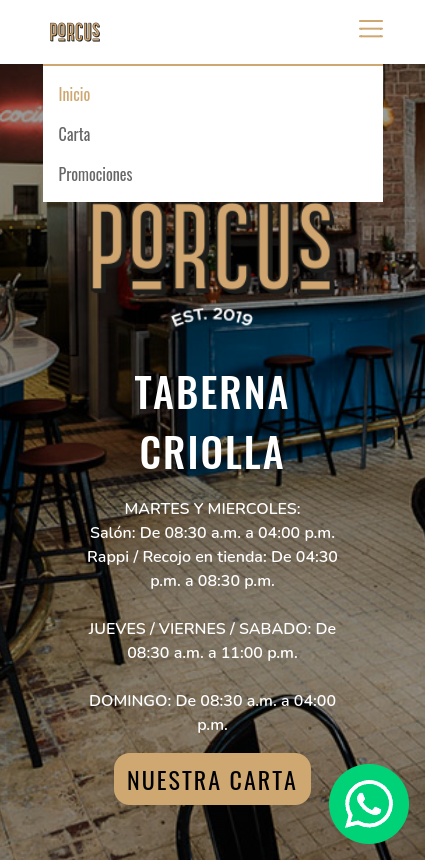 PORCUS
Inicio
cocin
Carta
Promociones
PORCUS
EST. 2019
TABERNA
CRIOLLA
MARTES Y MIERCOLES:
Salón: De 08:30 a.m. a 04:00 p.m.
Rappi / Recojo en tienda: De 04:30
p.m. a 08:30 p.m.
JUEVES / VIERNES / SABADO: De
08:30 a.m. a 11:00 p.m.
DOMINGO: De 08:30 a.m. a 04:00
p.m.
NUESTRA CARTA